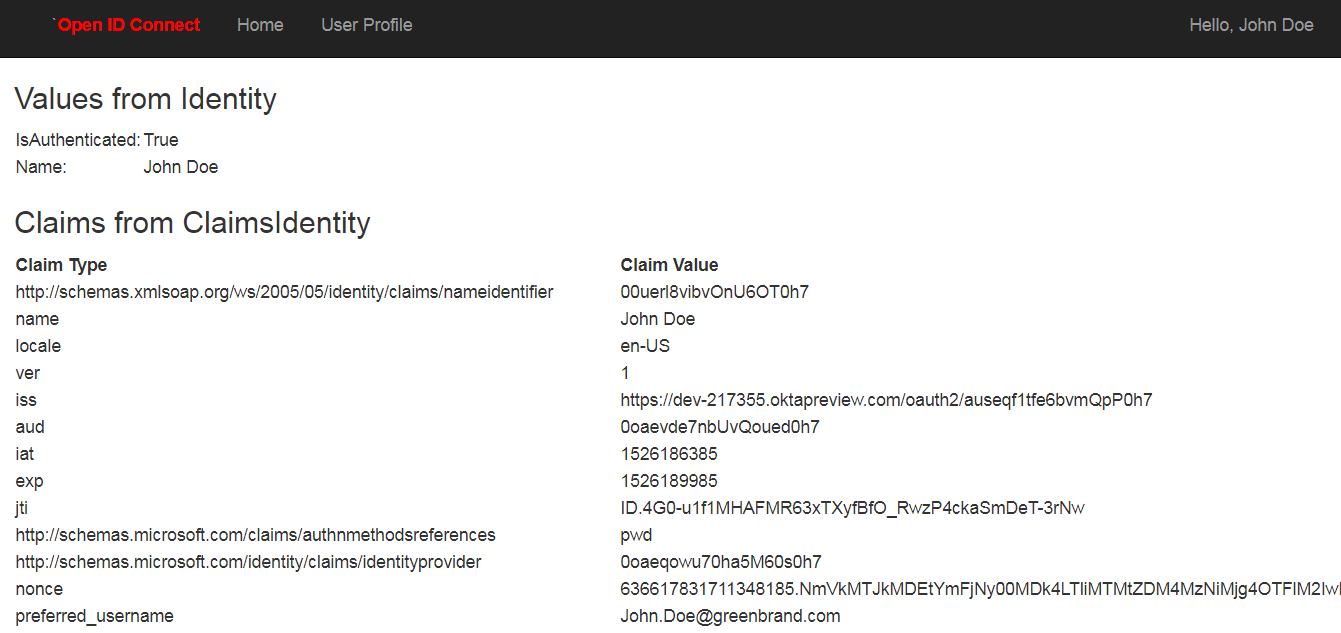 `Open ID Connect Home User Profile Hello, John Doe
Values from Identity
IsAuthenticated: True
Name: John Doe
Claims from ClaimsIdentity
Claim Type Claim Value
http://schemas.xmlsoap.org/ws/2005/05/identity/claims/nameidentifier 00uerl8vibvOnU6OT0h7
name John Doe
locale en-US
ver 1
iss https://dev-217355.oktapreview.com/oauth2/auseqf1tfe6bvmQpP0h7
aud 0oaevde7nbUvQoued0h7
iat 1526186385
exp 1526189985
jti ID.4G0-u1f1MHAFMR63xTXyfBfO_RwzP4ckaSmDeT-3rNw
http://schemas.microsoft.com/claims/authnmethodsreferences pwd
http://schemas.microsoft.com/identity/claims/identityprovider 0oaeqowu70ha5M60s0h7
nonce 636617831711348185.NmVkMTJkMDEtYmFjNy00MDk4LTliMTMtZDM4MzNiMjg4OTFlM2Iw
preferred_username John.Doe@greenbrand.com